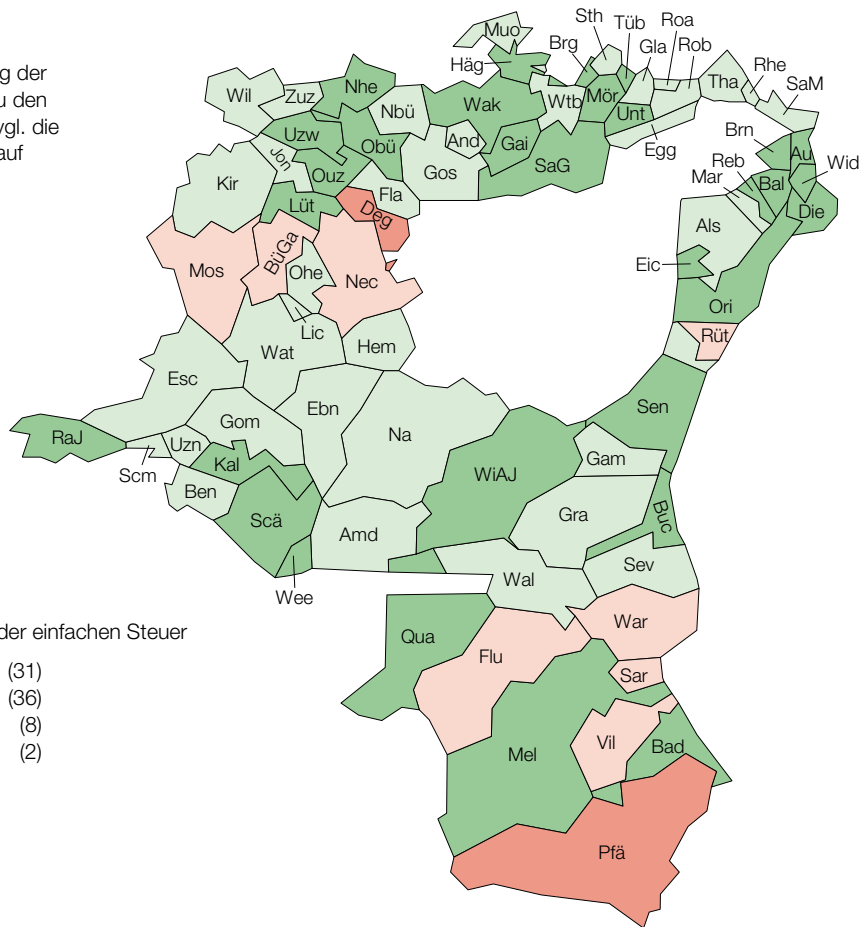 g der
u den
vgl. die
auf
Muo
Sth
Tüb
Roa
Brg
Gla
Rob
Häg
Tha
Rhe
SaM
Wil
Zuz
Nhe
Nbü
Wak
Wtb
Mör
Unt
Uzw
Obü
And
Gai
SaG
Egg
Brn
Au
Jon
Ouz
Gos
Reb
Bal
Wid
Kir
Fla
Mar
Die
Lüt
Deg
Als
BüGa
Eic
Mos
Ohe
Nec
Ori
Lic
Rüt
Wat
Hem
Esc
Ebn
Sen
Gom
Na
RaJ
Uzn
Scm
Kal
Gam
WiAJ
Ben
Gra
Buc
Scä
Amd
Sev
Wal
Wee
War
der einfachen Steuer
Qua
Flu
(31)
Sar
(36)
(8)
Vil
Bad
(2)
Mel
Pfä